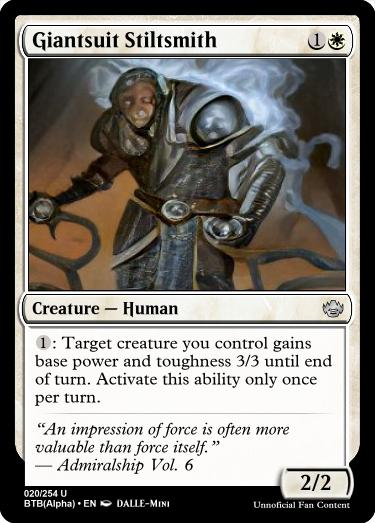 Giantsuit Stiltsmith 1
Creature — Human
1: Target creature you control gains
base power and toughness 3/3 until end
of turn. Activate this ability only once
per turn.
“An impression of force is often more
valuable than force itself.”
— Admiralship Vol. 6
2/2
020/254 U
BTB(Alpha) • EN DALLE-Mini
Unnoficial Fan Content